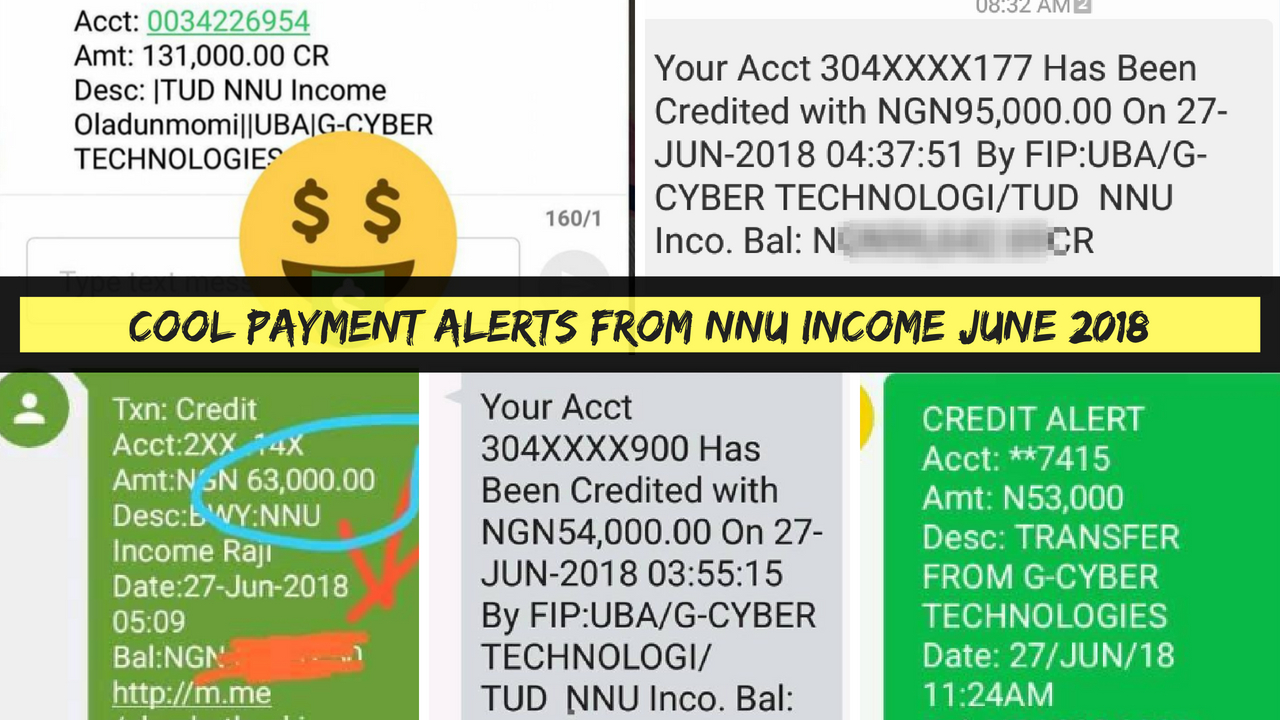 Acct: 0034226954
Amt: 131,000.00 CR
Desc: |TUD NNU Income
Oladunmomi||UBA|G-CYBER
TECHNOLOGIES
160/1
Type text mess
08:32 AM 2
Your Acct 304XXXX177 Has Been
Credited with NGN95,000.00 On 27-
JUN-2018 04:37:51 By FIP:UBA/G-
CYBER TECHNOLOGI/TUD NNU
Inco. Bal: N CR
COOL PAYMENT ALERTS FROM NNU INCOME JUNE 2018
Txn: Credit
Acct:2XX 14X
Amt:NGN 63,000.00
Desc:BWY:NNU
Income Raji
Date:27-Jun-2018
05:09
Bal:NGN
http://m.me
Your Acct
304XXXX900 Has
Been Credited with
NGN54,000.00 On 27-
JUN-2018 03:55:15
By FIP:UBA/G-CYBER
TECHNOLOGI/
TUD NNU Inco. Bal:
CREDIT ALERT
Acct: **7415
Amt: N53,000
Desc: TRANSFER
FROM G-CYBER
TECHNOLOGIES
Date: 27/JUN/18
11:24AM